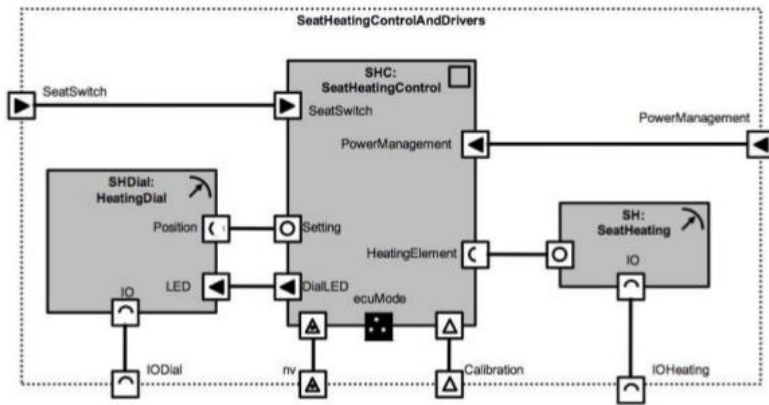 SeatHeatingControlAndDrivers
SHC:
SeatHeatingControl
SeatSwitch
SeatSwitch
PowerManagement
PowerManagement
SHDial:
HeatingDial
SH:
SeatHeating
Position
Setting
HeatingElement
IO
LED
DialLED
IO
ecuMode
IODial
nv
Calibration
IOHeating